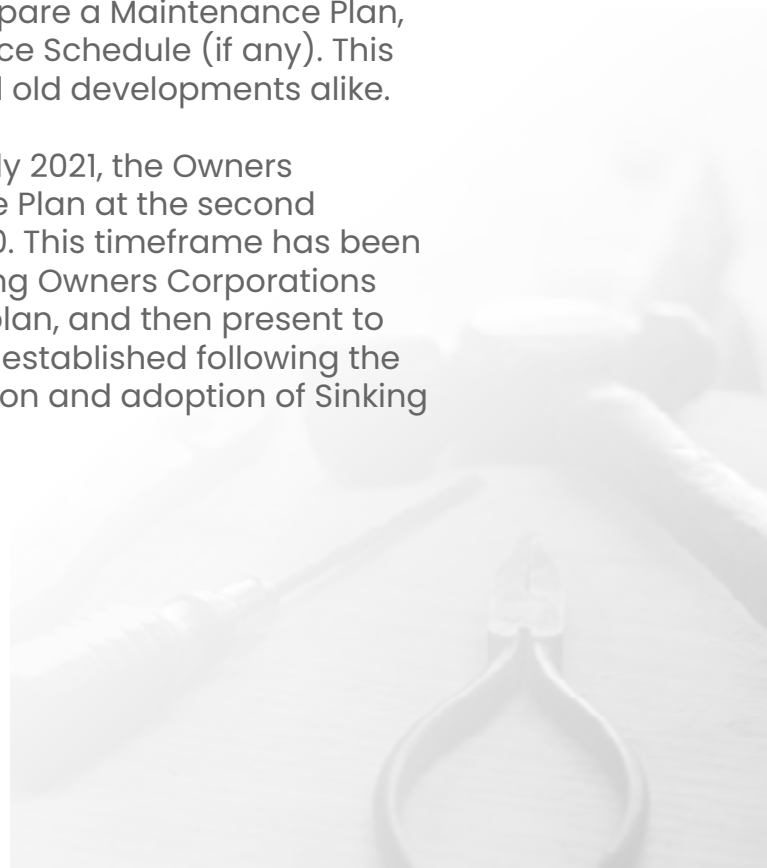 pare a Maintenance Plan,
ce Schedule (if any). This
old developments alike.
ly 2021, the Owners
Plan at the second
. This timeframe has been
ng Owners Corporations
plan, and then present to
established following the
on and adoption of Sinking